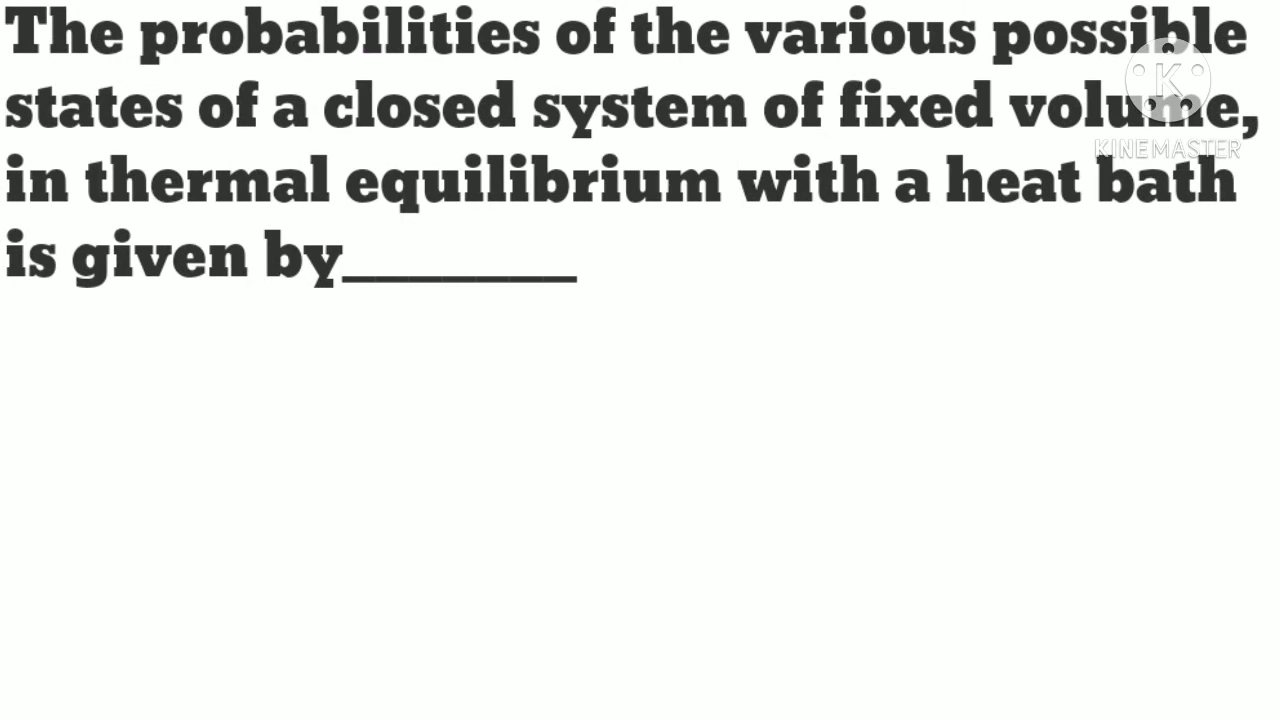 The probabilities of the various possible
states of a closed system of fixed volume,
in thermal equilibrium with a heat bath
is given by_______
K
KINEMASTER